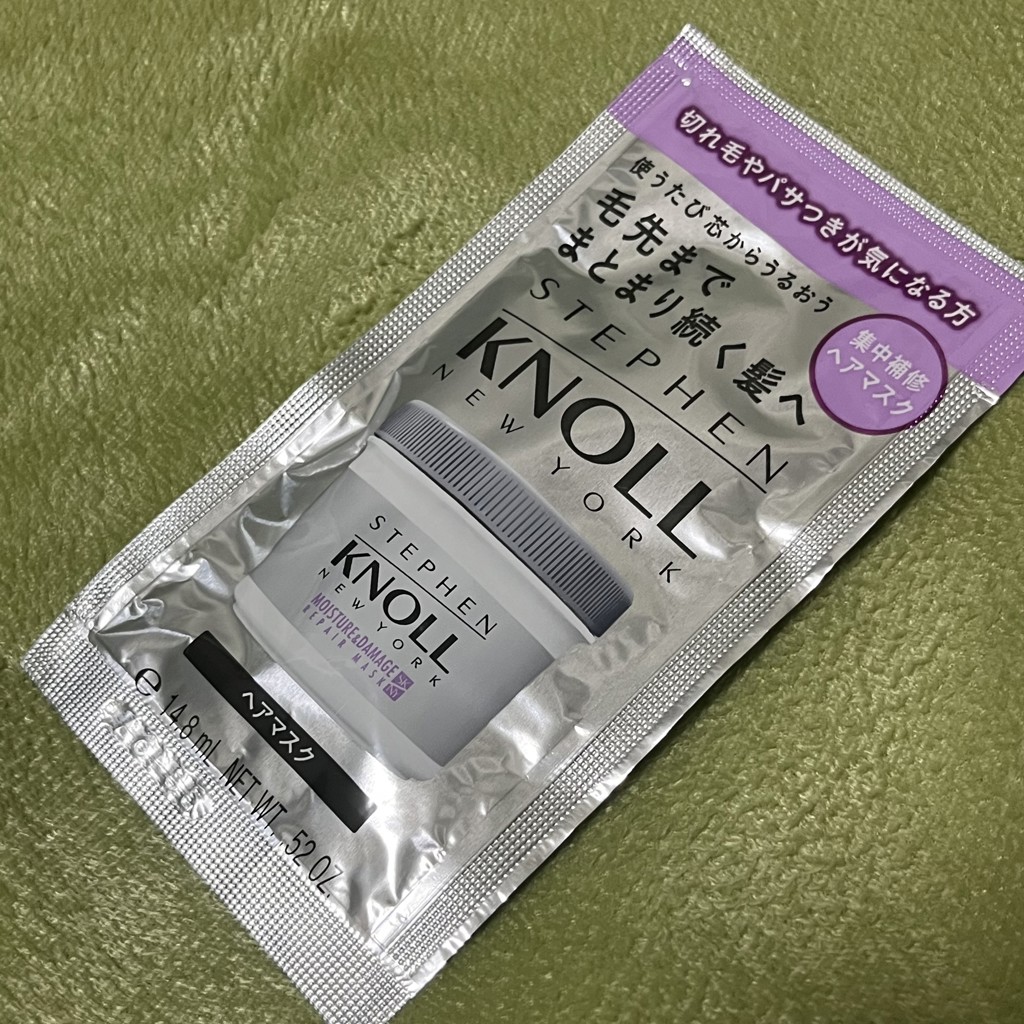 切れ毛やパサつきが気になる方
使うたび芯からうるおう
毛先まで
まとまり続く髪へ
集中補修
ヘアマスク
STEPHEN
KNOLL
NEW YORK
STEPHEN
KNOLL
NEW YORK
MOISTURE&DAMAGE
REPAIR MASK
SK
NY
ヘアマスク
e 14.8 ml NET WT. .52 OZ.